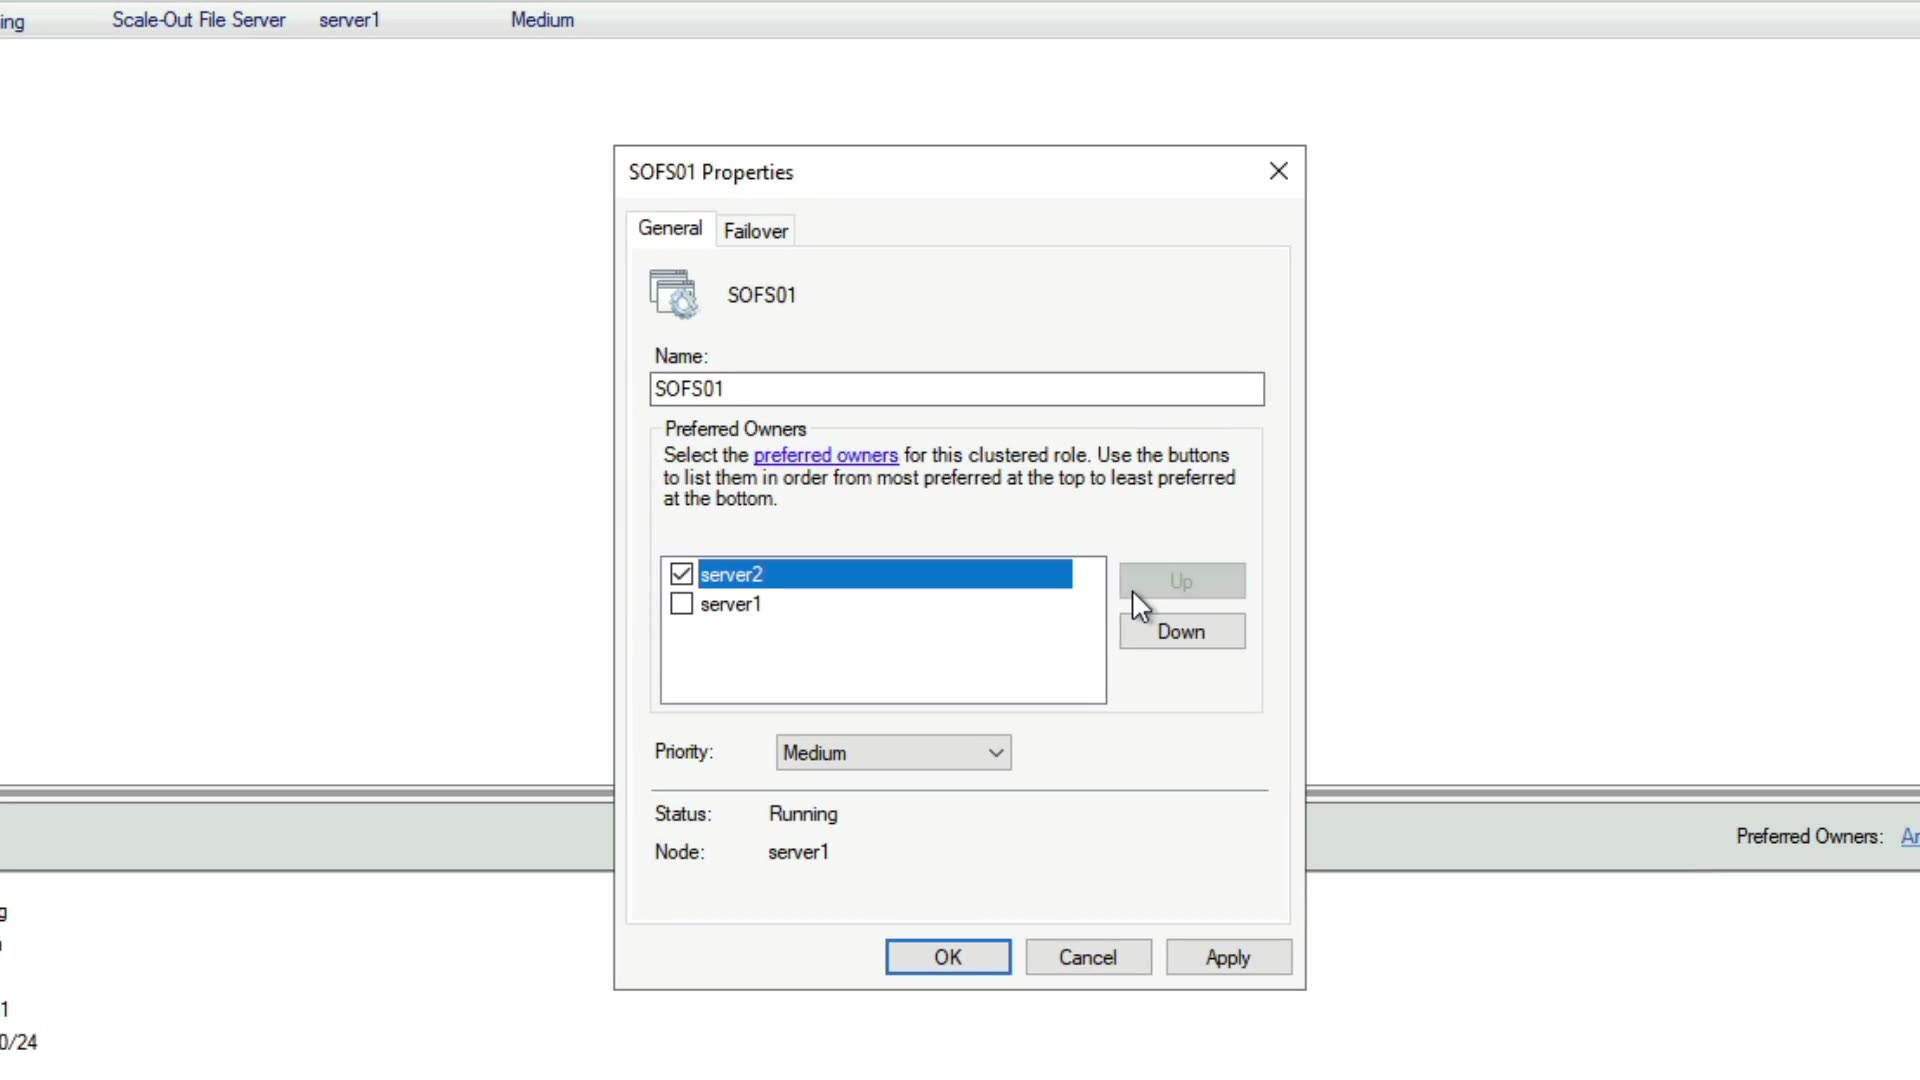 ing Scale-Out File Server server1 Medium
SOFS01 Properties
General Failover
SOFS01
Name:
SOFS01
Preferred Owners
Select the preferred owners for this clustered role. Use the buttons
to list them in order from most preferred at the top to least preferred
at the bottom.
server2
server1
Up
Down
Priority: Medium
Status: Running
Node: server1
OK Cancel Apply
Preferred Owners:
g
1
0/24